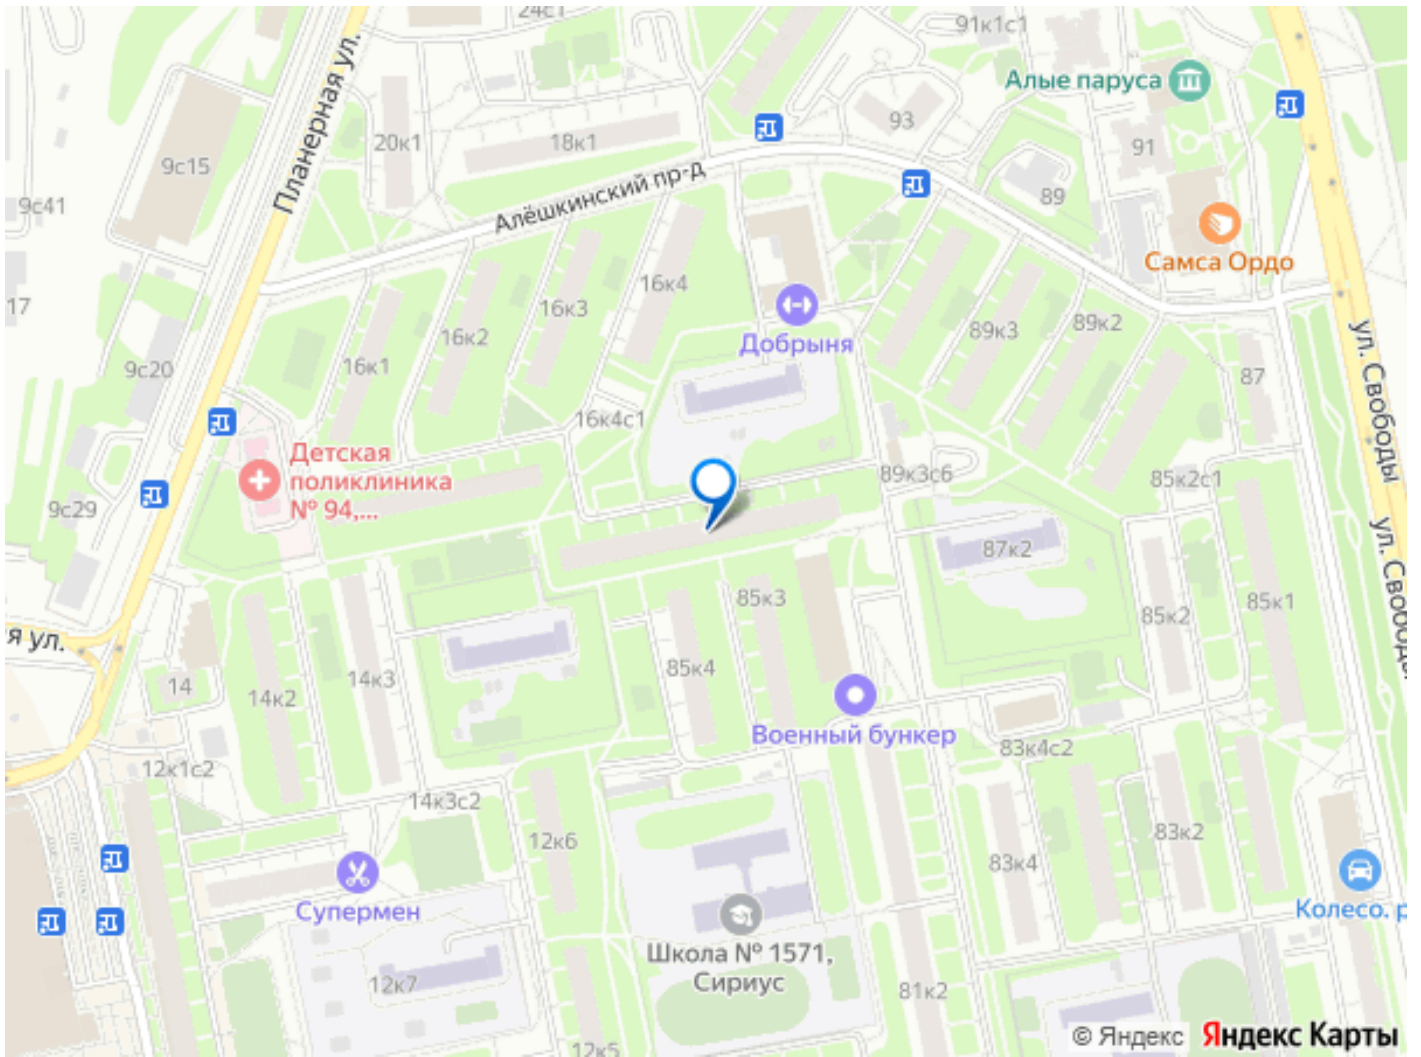 24с1
91к1с1
Алые паруса
Планерная ул.
20к1
18к1
93
91
9с15
9с41
89
Алёшкинский пр-д
Самса Ордо
17
16к4
16к3
16к2
16к1
Добрыня
89к3
89к2
87
ул. Свободы
9с20
16к4с1
Детская
поликлиника
№ 94,...
9с29
89к3с6
85к2с1
87к2
ул. Свободы
85к3
85к2
85к1
я ул.
14
14к2
14к3
85к4
Военный бункер
83к4с2
12к1с2
14к3с2
12к6
83к2
83к4
Супермен
Колесо. р
Школа № 1571,
Сириус
12к7
81к2
12к5
© Яндекс
Яндекс Карты